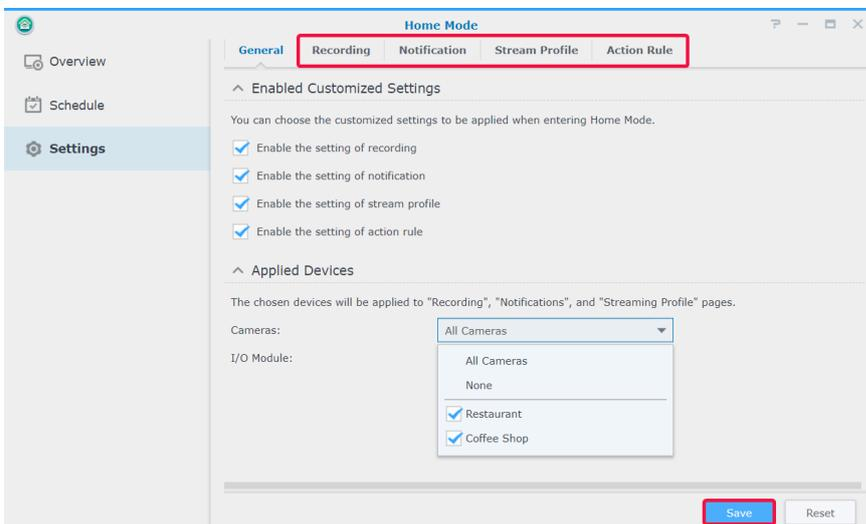 Home Mode
Overview
Schedule
Settings
General Recording Notification Stream Profile Action Rule
Enabled Customized Settings
You can choose the customized settings to be applied when entering Home Mode.
Enable the setting of recording
Enable the setting of notification
Enable the setting of stream profile
Enable the setting of action rule
Applied Devices
The chosen devices will be applied to "Recording", "Notifications", and "Streaming Profile" pages.
Cameras: All Cameras
I/O Module:
All Cameras
None
Restaurant
Coffee Shop
Save Reset